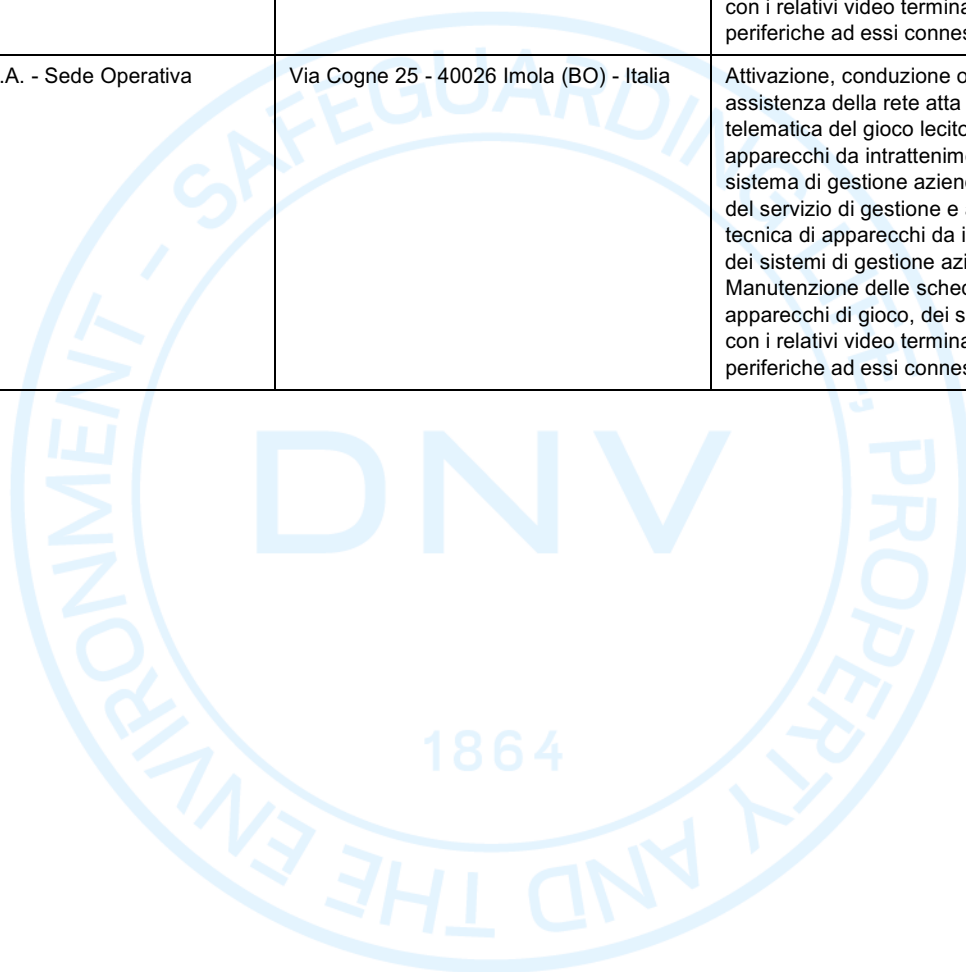 con i relativi video termina
periferiche ad essi connes
.A. - Sede Operativa
Via Cogne 25 - 40026 Imola (BO) - Italia
Attivazione, conduzione o
assistenza della rete atta
telematica del gioco lecito
apparecchi da intrattenim
sistema di gestione azien
del servizio di gestione e
tecnica di apparecchi da i
dei sistemi di gestione azi
Manutenzione delle sched
apparecchi di gioco, dei s
con i relativi video termina
periferiche ad essi connes
SAFEGUARDING LIFE, PROPERTY AND THE ENVIRONMENT -
DNV
1864